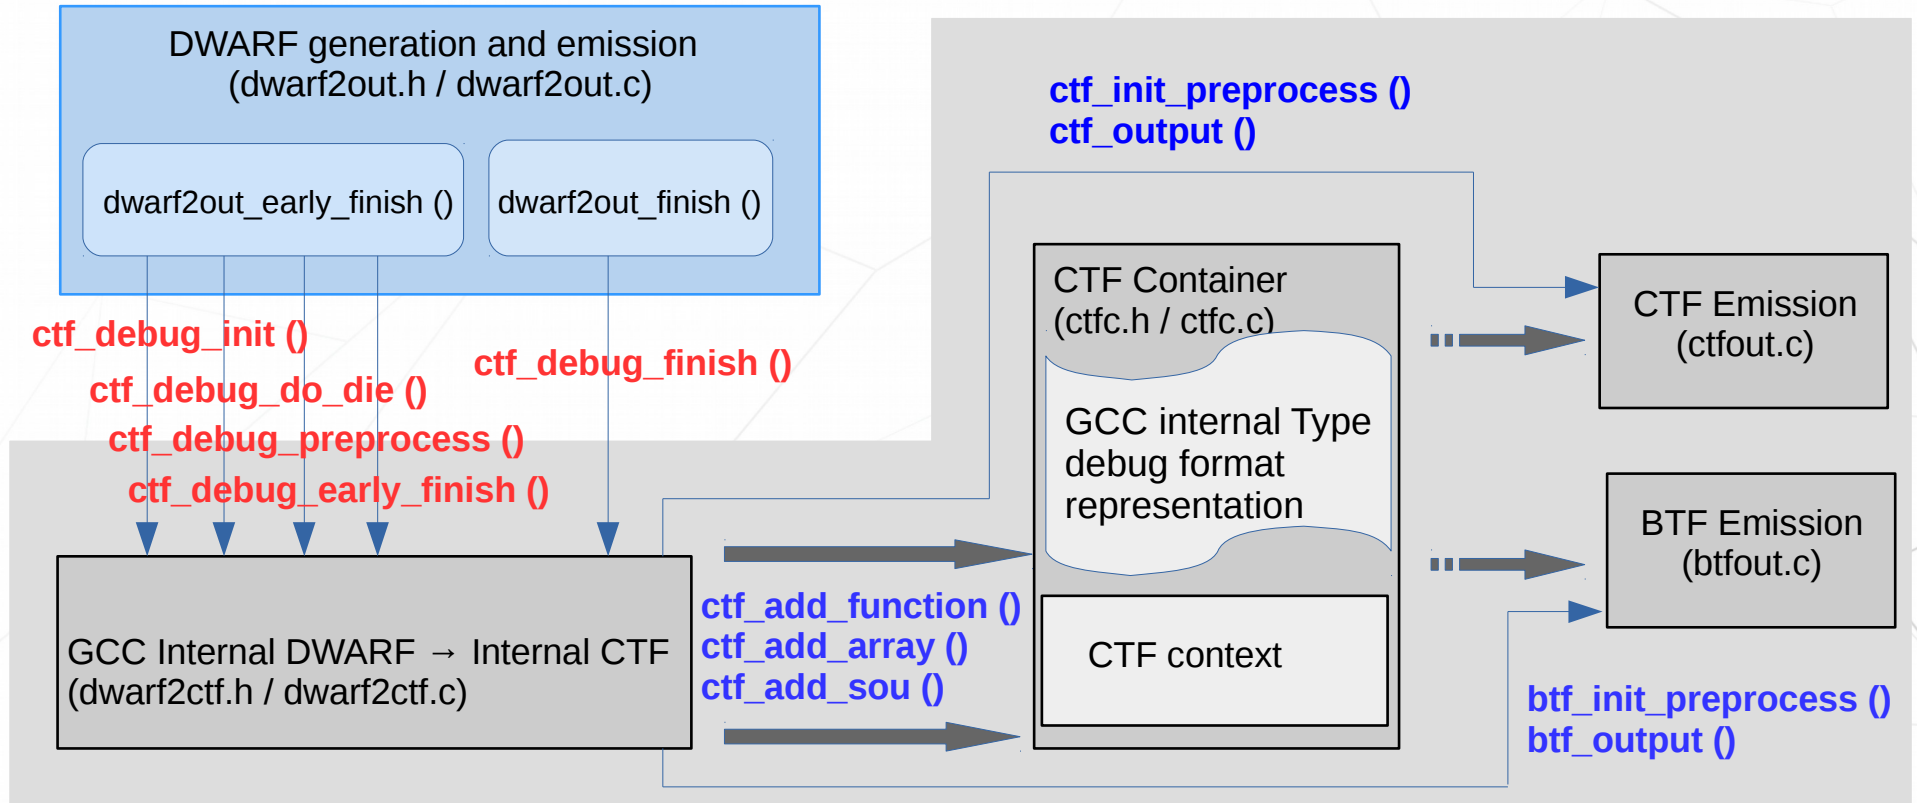 DWARF generation and emission
(dwarf2out.h / dwarf2out.c)
dwarf2out_early_finish ()
dwarf2out_finish ()
ctf_debug_init ()
ctf_debug_do_die ()
ctf_debug_preprocess ()
ctf_debug_early_finish ()
ctf_debug_finish ()
GCC Internal DWARF → Internal CTF
(dwarf2ctf.h / dwarf2ctf.c)
ctf_add_function ()
ctf_add_array ()
ctf_add_sou ()
ctf_init_preprocess ()
ctf_output ()
CTF Container
(ctfc.h / ctfc.c)
GCC internal Type
debug format
representation
CTF context
CTF Emission
(ctfout.c)
BTF Emission
(btfout.c)
btf_init_preprocess ()
btf_output ()